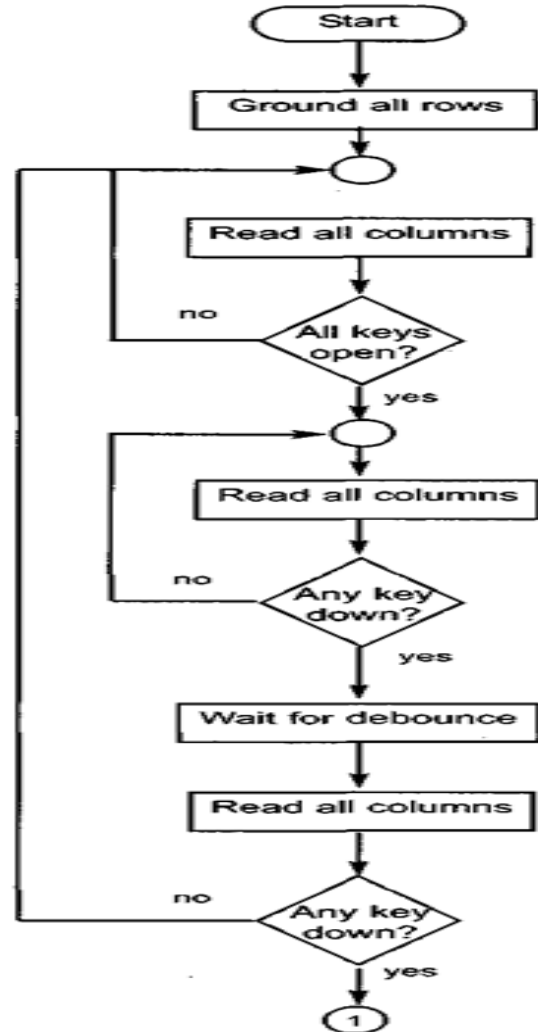 Start
Ground all rows
Read all columns
no
All keys
open?
yes
Read all columns
no
Any key
down?
yes
Wait for debounce
Read all columns
no
Any key
down?
yes
1